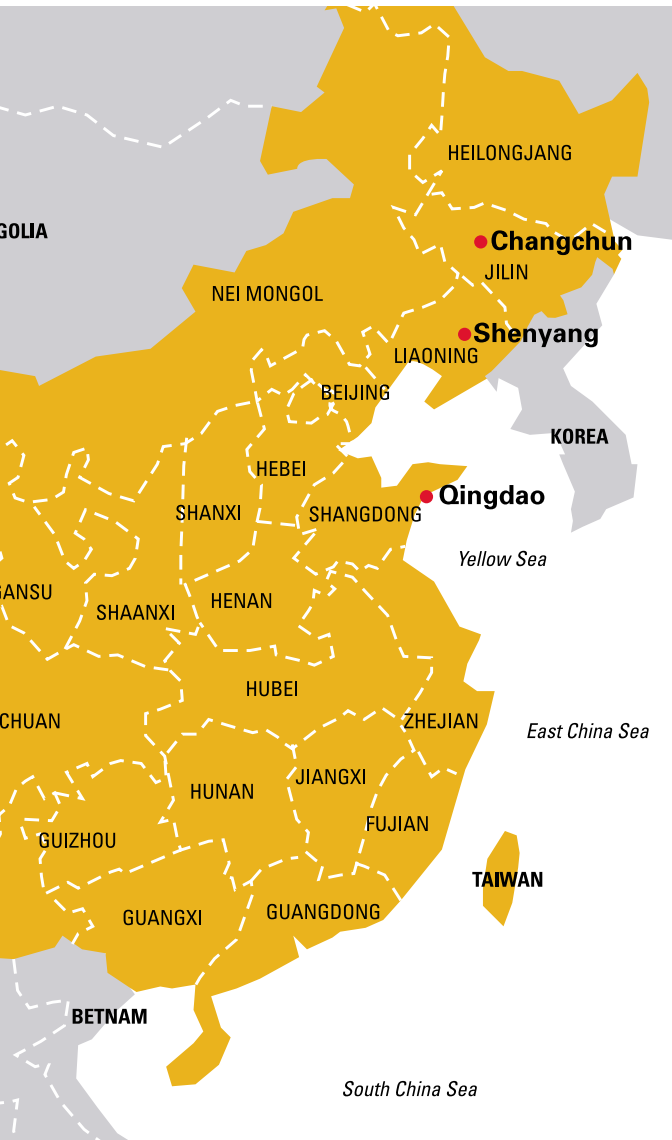 HEILONGJANG
GOLIA
Changchun
JILIN
NEI MONGOL
Shenyang
LIAONING
BEIJING
KOREA
HEBEI
Qingdao
SHANXI
SHANGDONG
Yellow Sea
GANSU
HENAN
SHAANXI
HUBEI
CHUAN
ZHEJIAN
East China Sea
JIANGXI
HUNAN
FUJIAN
GUIZHOU
TAIWAN
GUANGXI
GUANGDONG
BETNAM
South China Sea